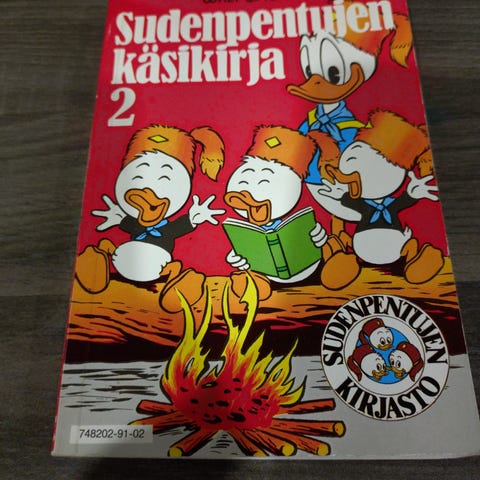 Sudenpentujen
käsikirja
2
SUDENPENTUJEN
KIRJASTO
748202-91-02